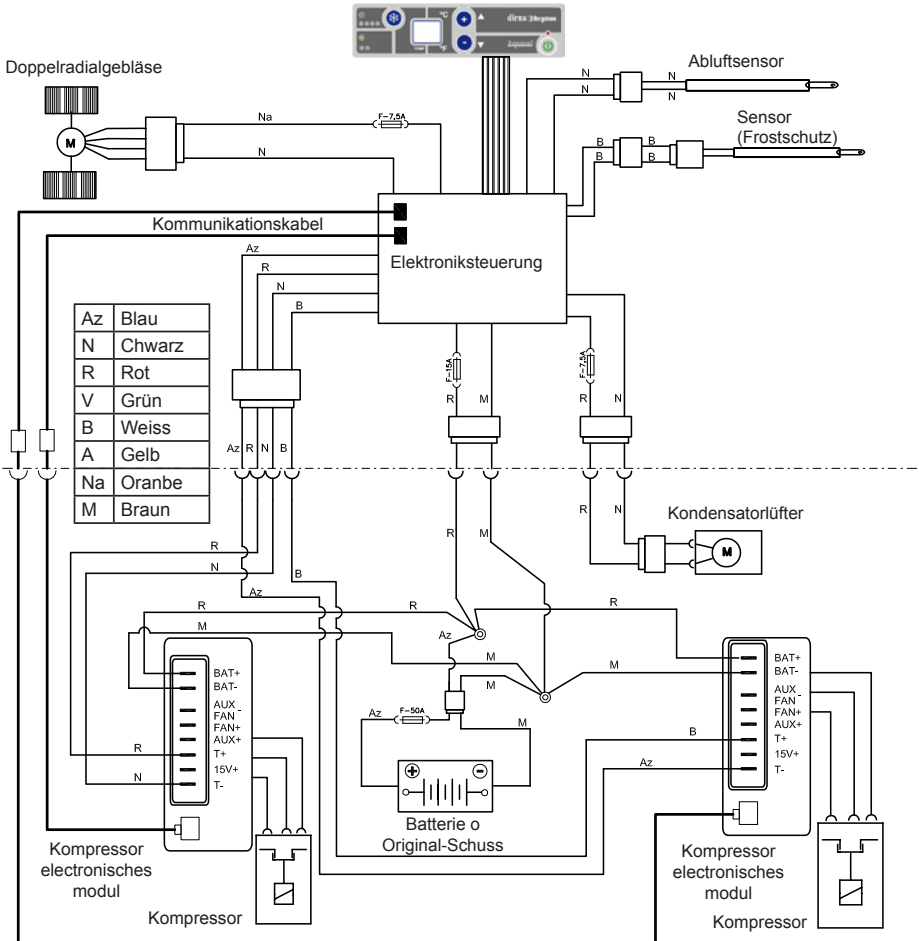 °C
°F
dirna
Doppelradialgebläse
M
Na
F-7,5A
N
N
N
N
N
Abluftsensor
Sensor
(Frostschutz)
B
B
B
B
Kommunikationskabel
Elektroniksteuerung
Az
R
N
B
Az Blau
N Chwarz
R Rot
V Grün
B Weiss
A Gelb
Na Oranbe
M Braun
F-15A
F-7,5A
R
M
R
N
Az
R
N
B
R
M
R
N
Kondensatorlüfter
M
R
N
B
Az
R
R
R
M
Az
M
M
M
BAT+
BAT-
AUX -
FAN
FAN+
AUX+
T+
15V+
T-
R
N
Az
F-50A
M
Batterie o
Original-Schuss
BAT+
BAT-
AUX -
FAN
FAN+
AUX+
T+
15V+
T-
B
Az
Kompressor
electronisches
modul
Kompressor
Kompressor
electronisches
modul
Kompressor